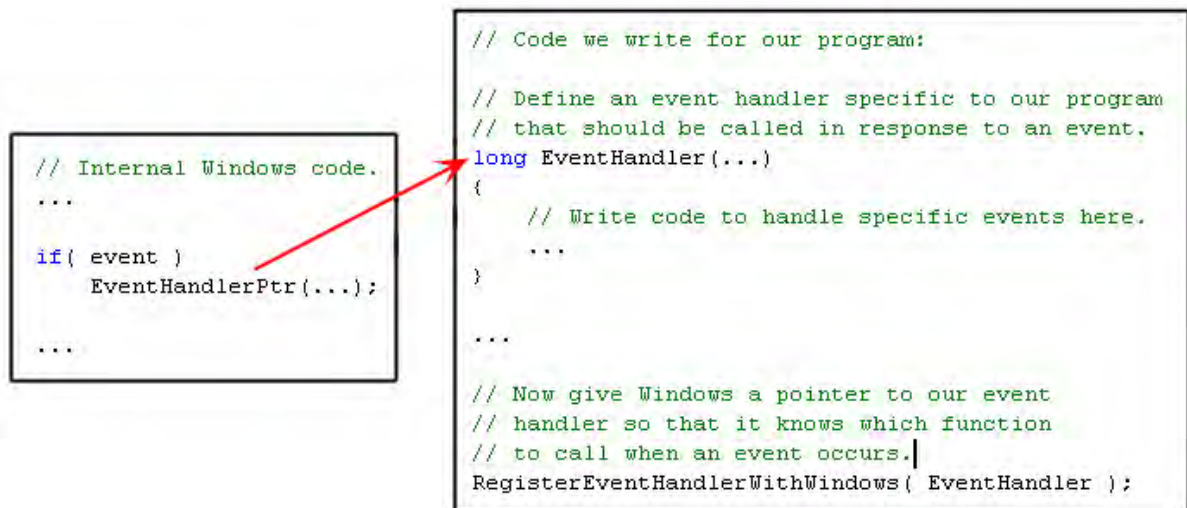 // Internal Windows code.
...
if( event )
EventHandlerPtr(...);
...
// Code we write for our program:
// Define an event handler specific to our program
// that should be called in response to an event.
long EventHandler(...)
{
// Write code to handle specific events here.
...
}
...
// Now give Windows a pointer to our event
// handler so that it knows which function
// to call when an event occurs.
RegisterEventHandlerWithWindows( EventHandler );